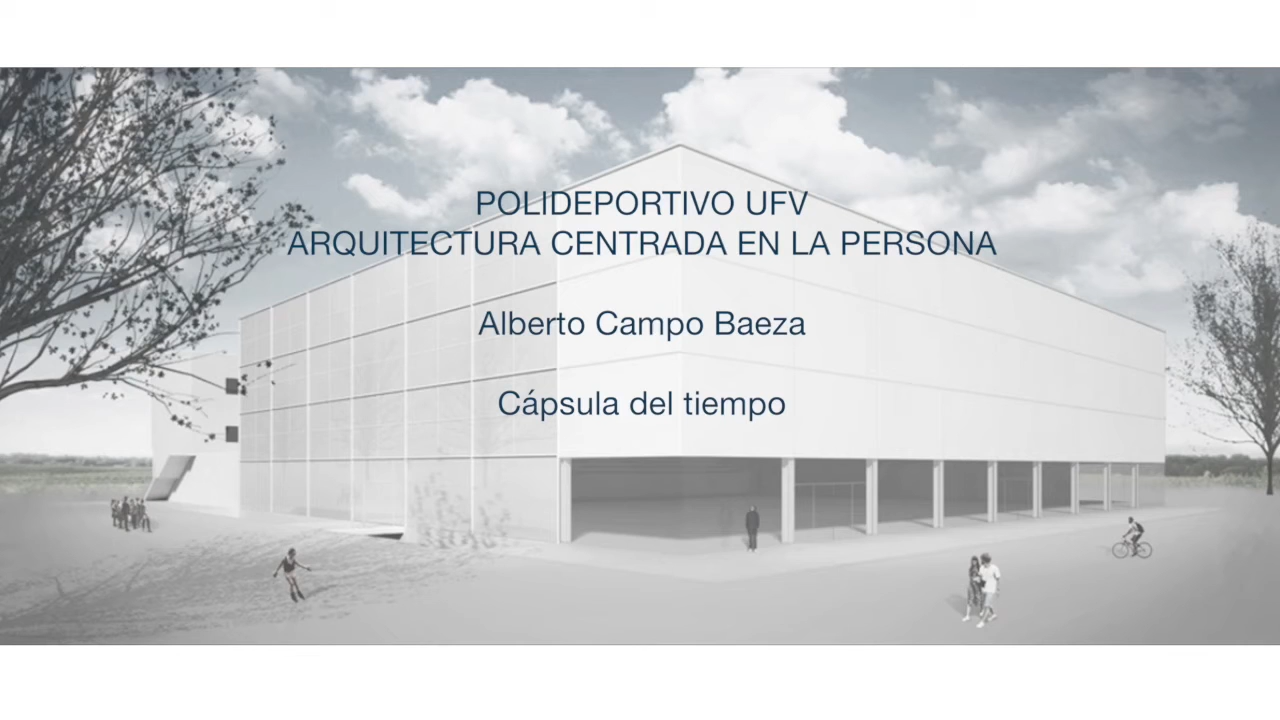 POLIDEPORTIVO UFV
ARQUITECTURA CENTRADA EN LA PERSONA
Alberto Campo Baeza
Cápsula del tiempo